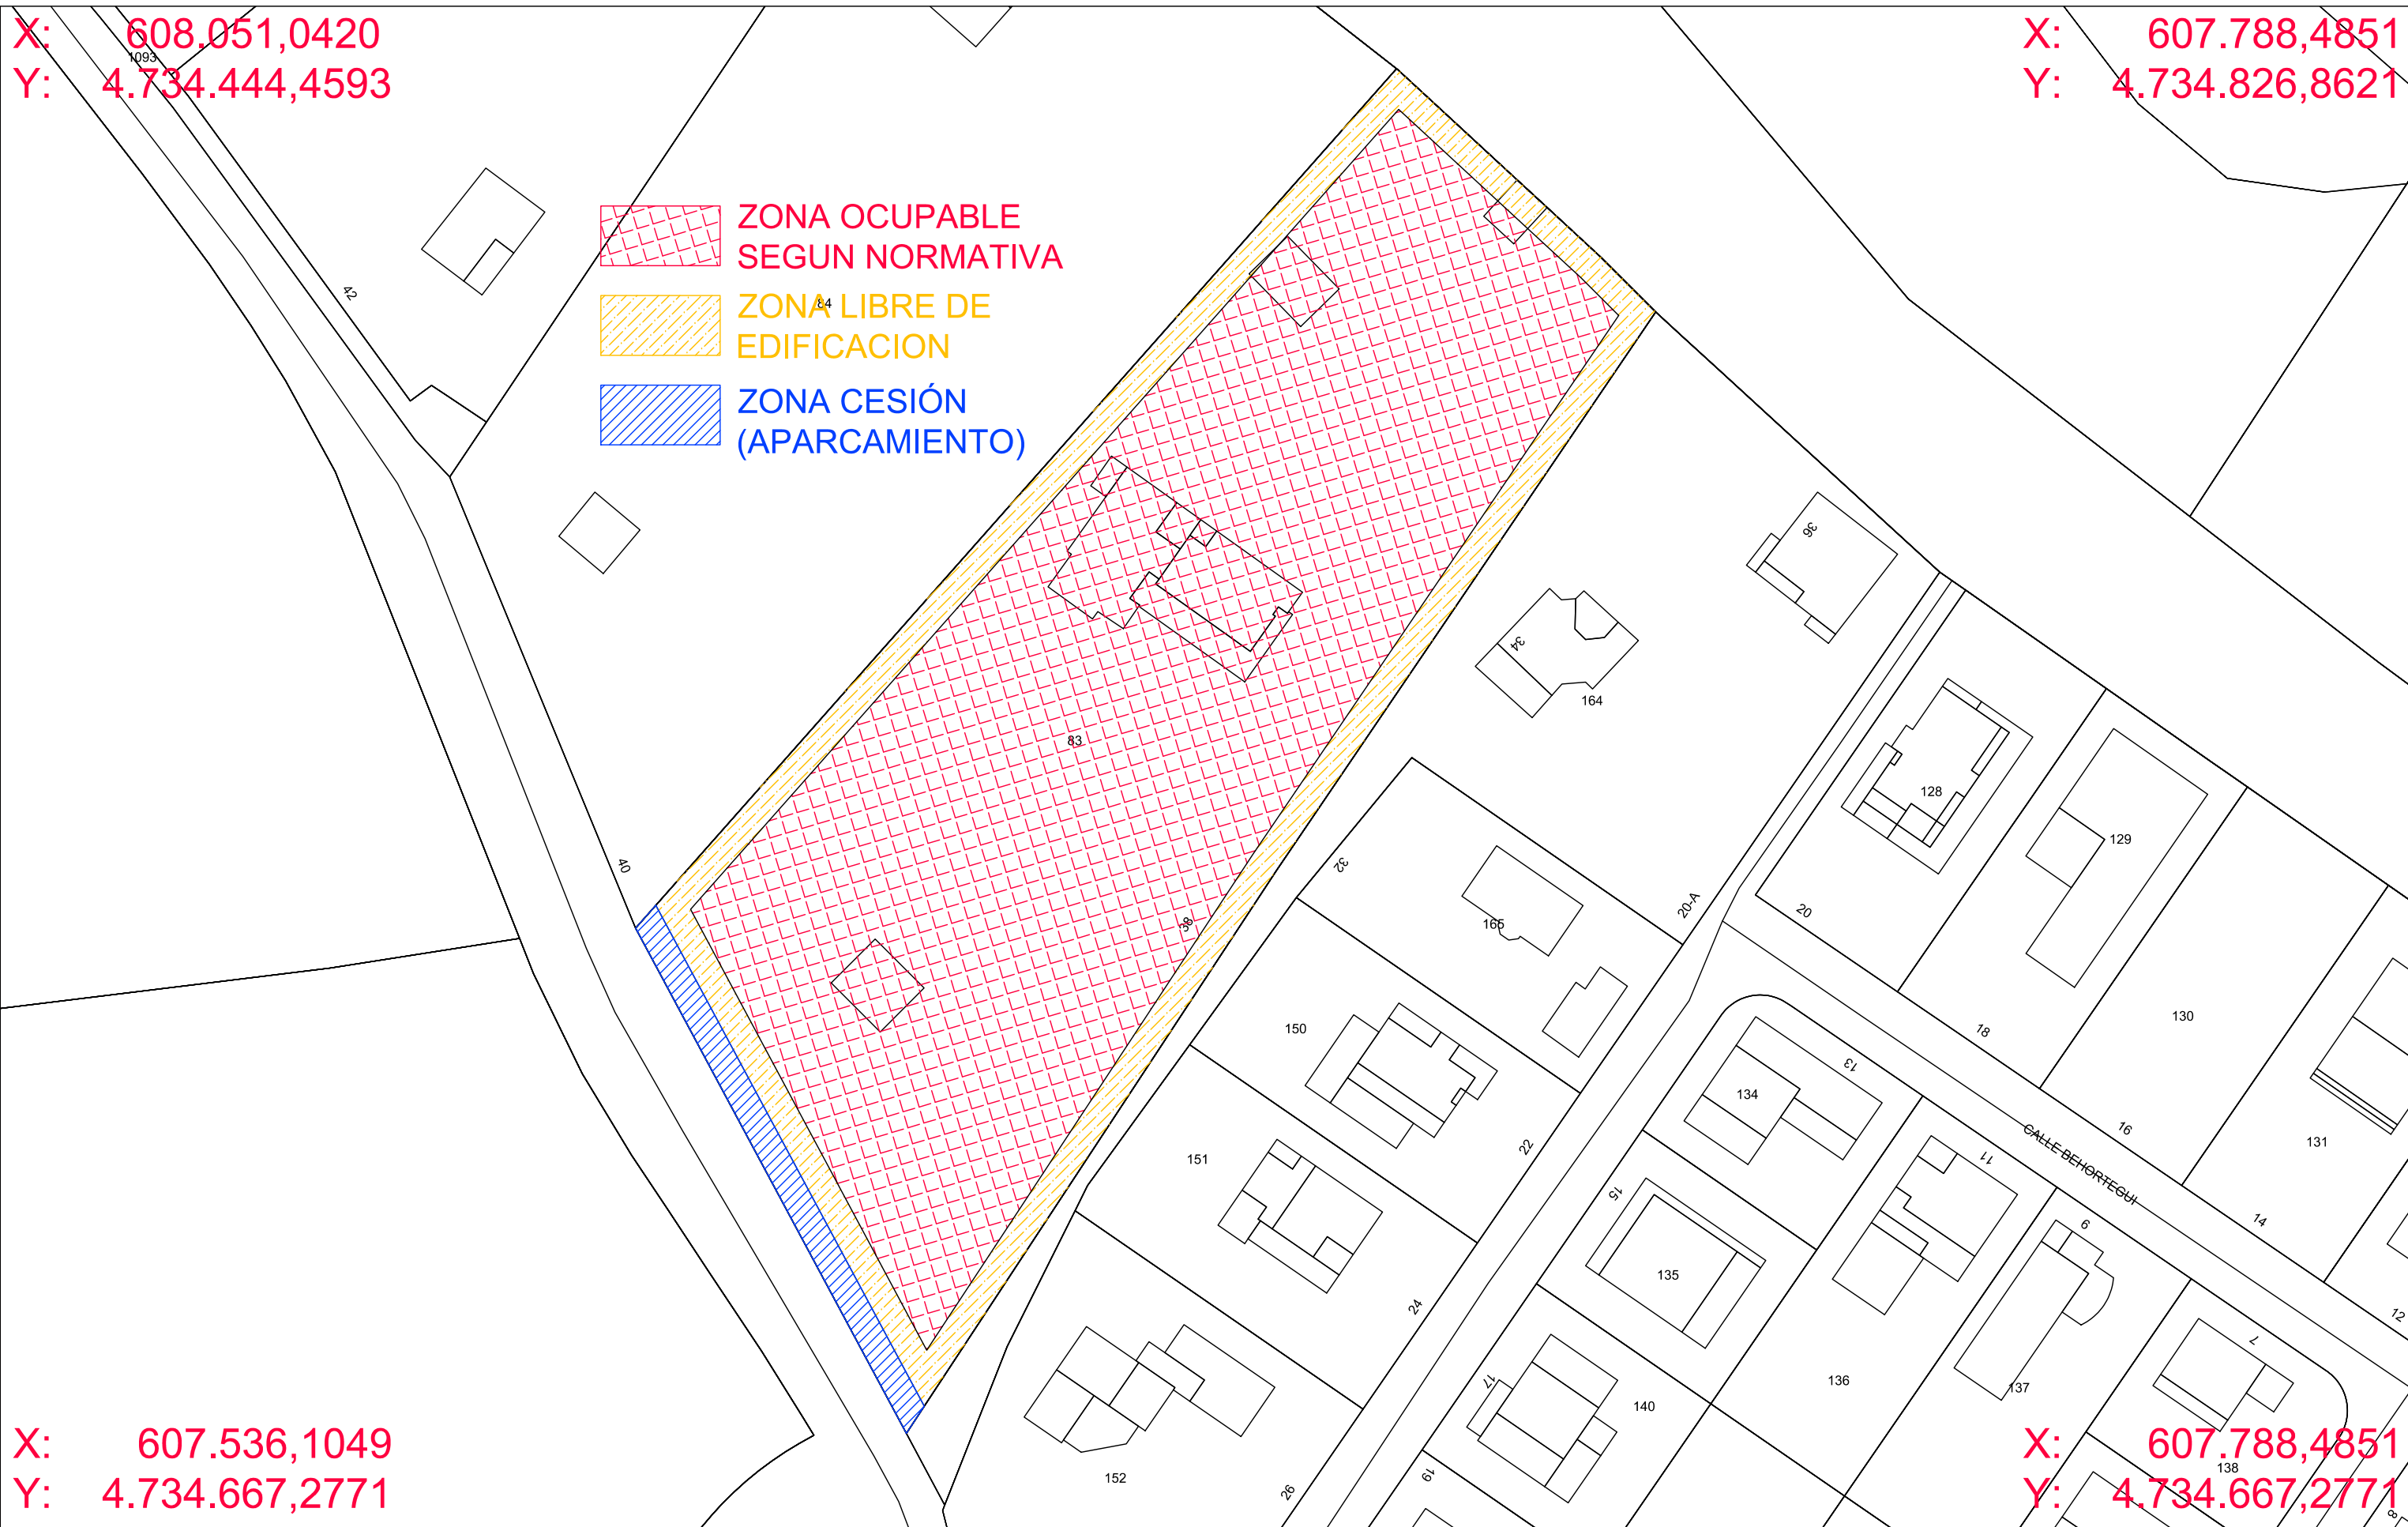 X: 608.051,0420
Y: 4.734.444,4593
X: 607.788,4851
Y: 4.734.826,8621
1093
42
ZONA OCUPABLE
SEGUN NORMATIVA
84
ZONA LIBRE DE
EDIFICACION
ZONA CESIÓN
(APARCAMIENTO)
36
34
164
83
128
129
32
40
165
38
20-A
20
150
130
18
13
134
151
22
16
131
11
CALLE BEHORTEGUI
15
14
9
135
24
12
7
17
136
137
140
138
152
19
26
8
X: 607.536,1049
Y: 4.734.667,2771
X: 607.788,4851
Y: 4.734.667,2771